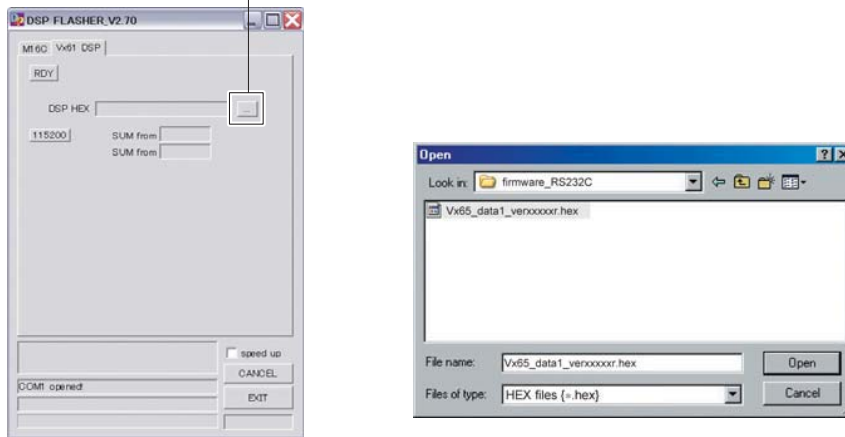 DSP FLASHER_V2.70
M16C Vx61 DSP
RDY
DSP HEX ...
115200 SUM from
SUM from
speed up
CANCEL
COM1 opened!
EXIT
Open
Look in: firmware_RS232C
Vx65_data1_verxxxxxr.hex
File name: Vx65_data1_verxxxxxr.hex Open
Files of type: HEX files {*.hex} Cancel